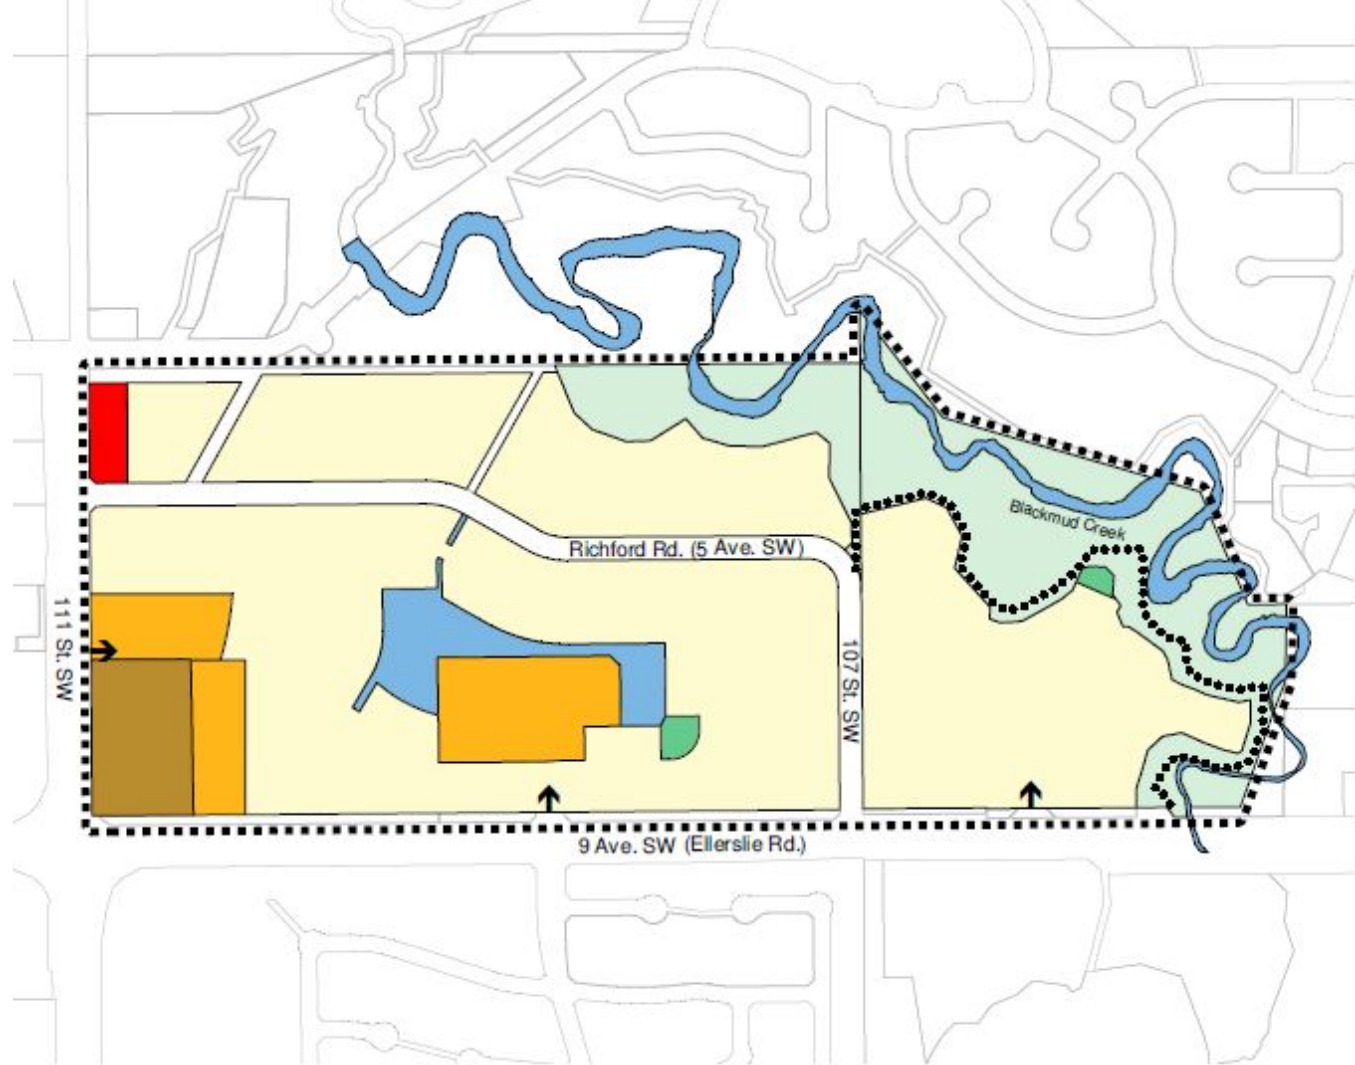 Blackmud Creek
Richford Rd. (5 Ave. SW)
111 St. SW
107 St. SW
9 Ave. SW (Ellerslie Rd.)